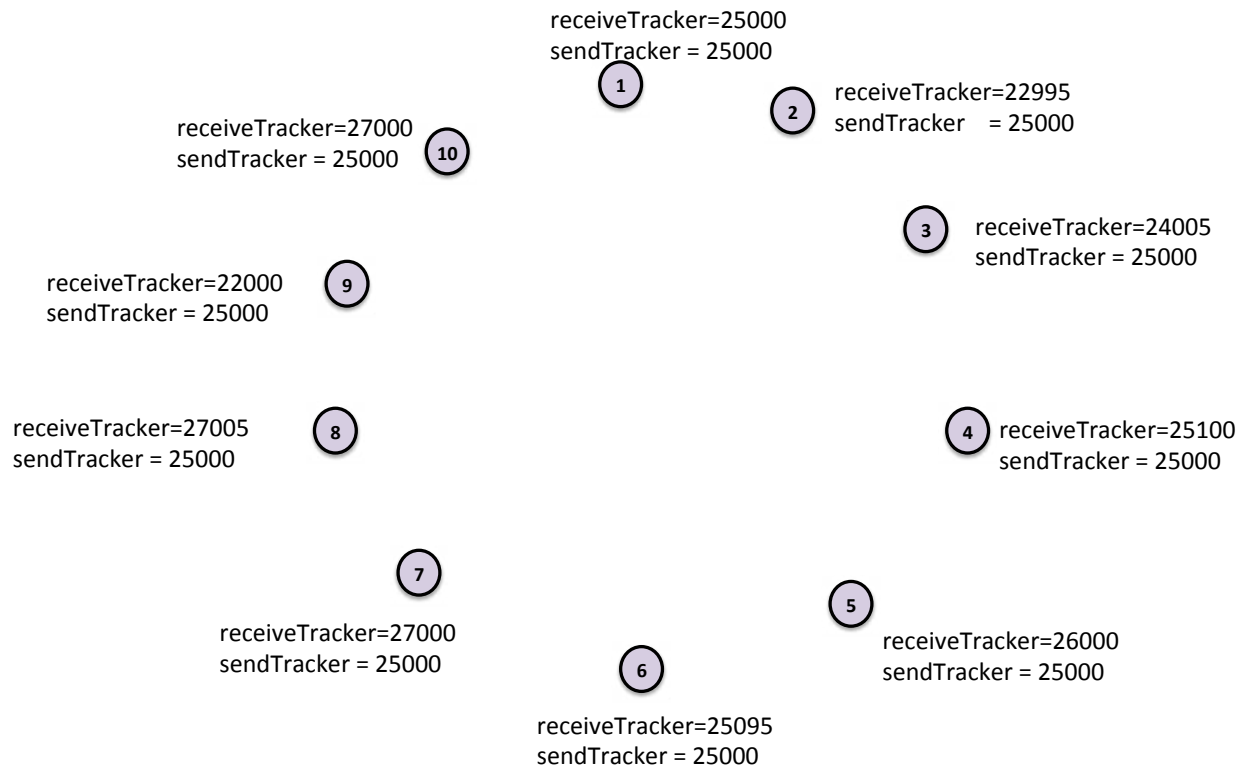 receiveTracker=25000
sendTracker = 25000
1
2
receiveTracker=22995
sendTracker = 25000
receiveTracker=27000
sendTracker = 25000
10
3
receiveTracker=24005
sendTracker = 25000
receiveTracker=22000
sendTracker = 25000
9
receiveTracker=27005
sendTracker = 25000
8
4
receiveTracker=25100
sendTracker = 25000
7
receiveTracker=27000
sendTracker = 25000
5
receiveTracker=26000
sendTracker = 25000
6
receiveTracker=25095
sendTracker = 25000